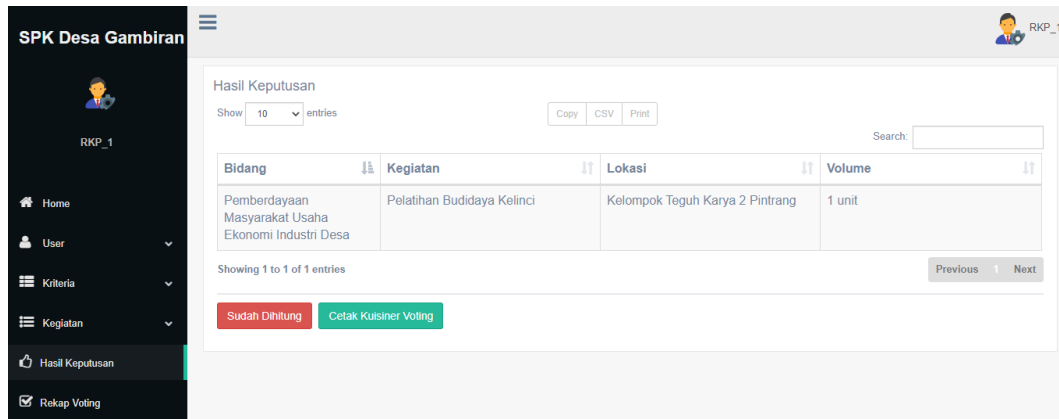 SPK Desa Gambiran
RKP_1
RKP_1
Home
User
Kriteria
Kegiatan
Hasil Keputusan
Rekap Voting
Hasil Keputusan
Show 10 entries
Copy CSV Print
Search:
Bidang Kegiatan Lokasi Volume
Pemberdayaan Pelatihan Budidaya Kelinci Kelompok Teguh Karya 2 Pintrang 1 unit
Masyarakat Usaha
Ekonomi Industri Desa
Showing 1 to 1 of 1 entries
Previous 1 Next
Sudah Dihitung Cetak Kuisiner Voting